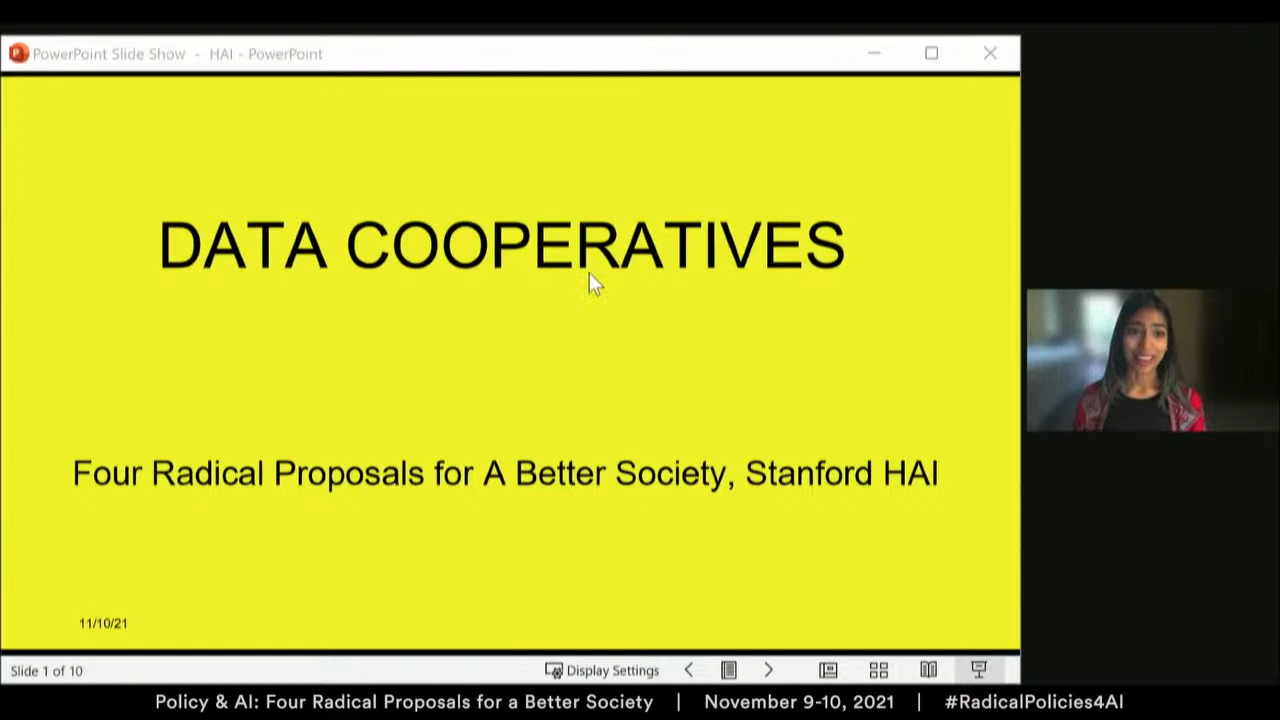 PowerPoint Slide Show - HAI - PowerPoint
DATA COOPERATIVES
Four Radical Proposals for A Better Society, Stanford HAI
11/10/21
Slide 1 of 10
Display Settings
Policy & AI: Four Radical Proposals for a Better Society | November 9-10, 2021 | #RadicalPolicies4AI